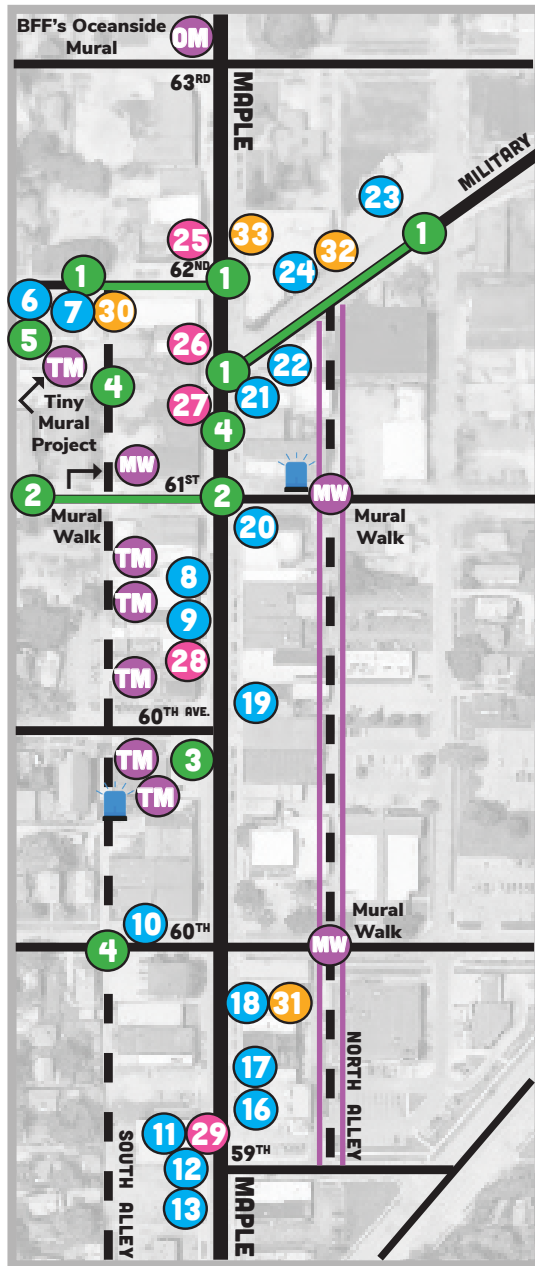 BFF's Oceanside
Mural
OM
63RD
MAPLE
MILITARY
23
25
33
1
32
62ND
24
1
1
6
7
30
5
26
22
TM
4
1
21
27
Tiny
Mural
Project
4
MW
61ST
2
2
MW
Mural
Walk
Mural
Walk
20
TM
8
TM
9
28
TM
19
60TH AVE.
TM
3
TM
10
60TH
Mural
Walk
4
MW
18
31
17
16
NORTH ALLEY
11
29
59TH
12
13
SOUTH ALLEY
MAPLE